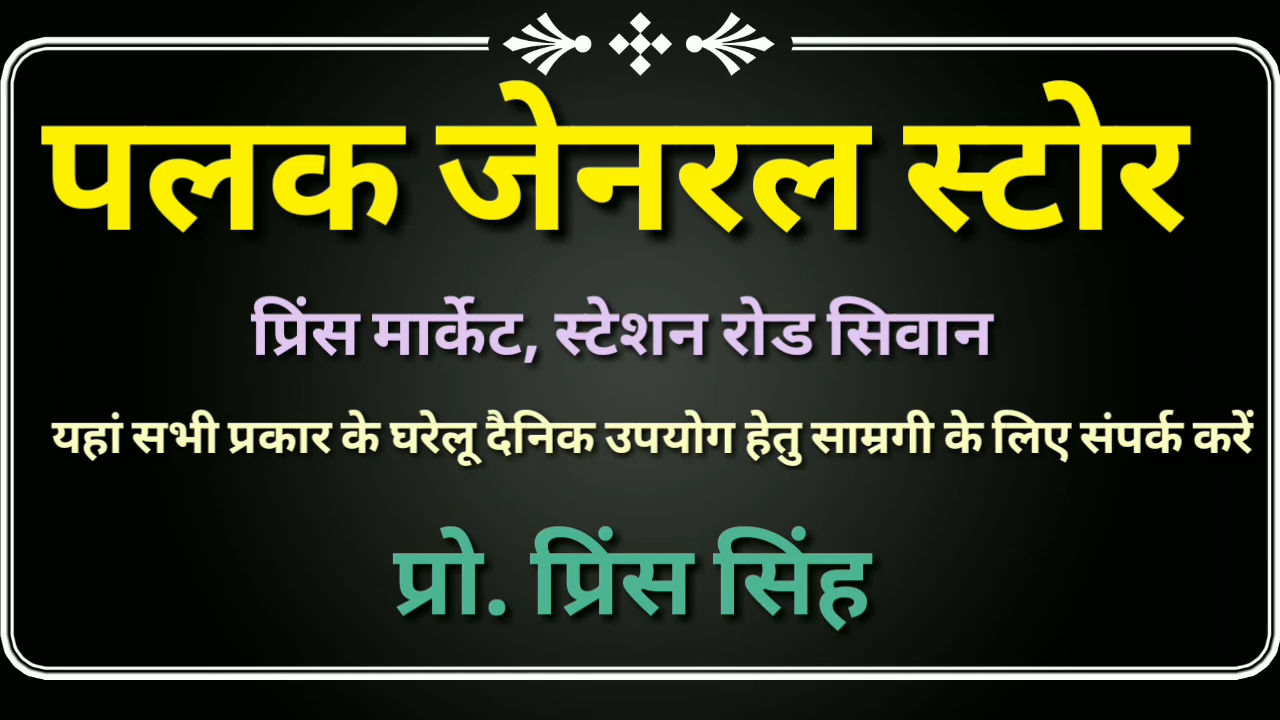 पलक जेनरल स्टोर
प्रिंस मार्केट, स्टेशन रोड सिवान
यहां सभी प्रकार के घरेलू दैनिक उपयोग हेतु साम्रगी के लिए संपर्क करें
प्रो. प्रिंस सिंह